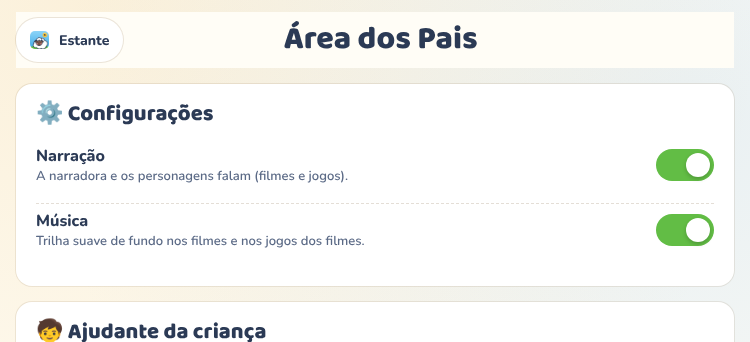 Estante
Área dos Pais
Configurações
Narração
A narradora e os personagens falam (filmes e jogos).
Música
Trilha suave de fundo nos filmes e nos jogos dos filmes.
Ajudante da criança